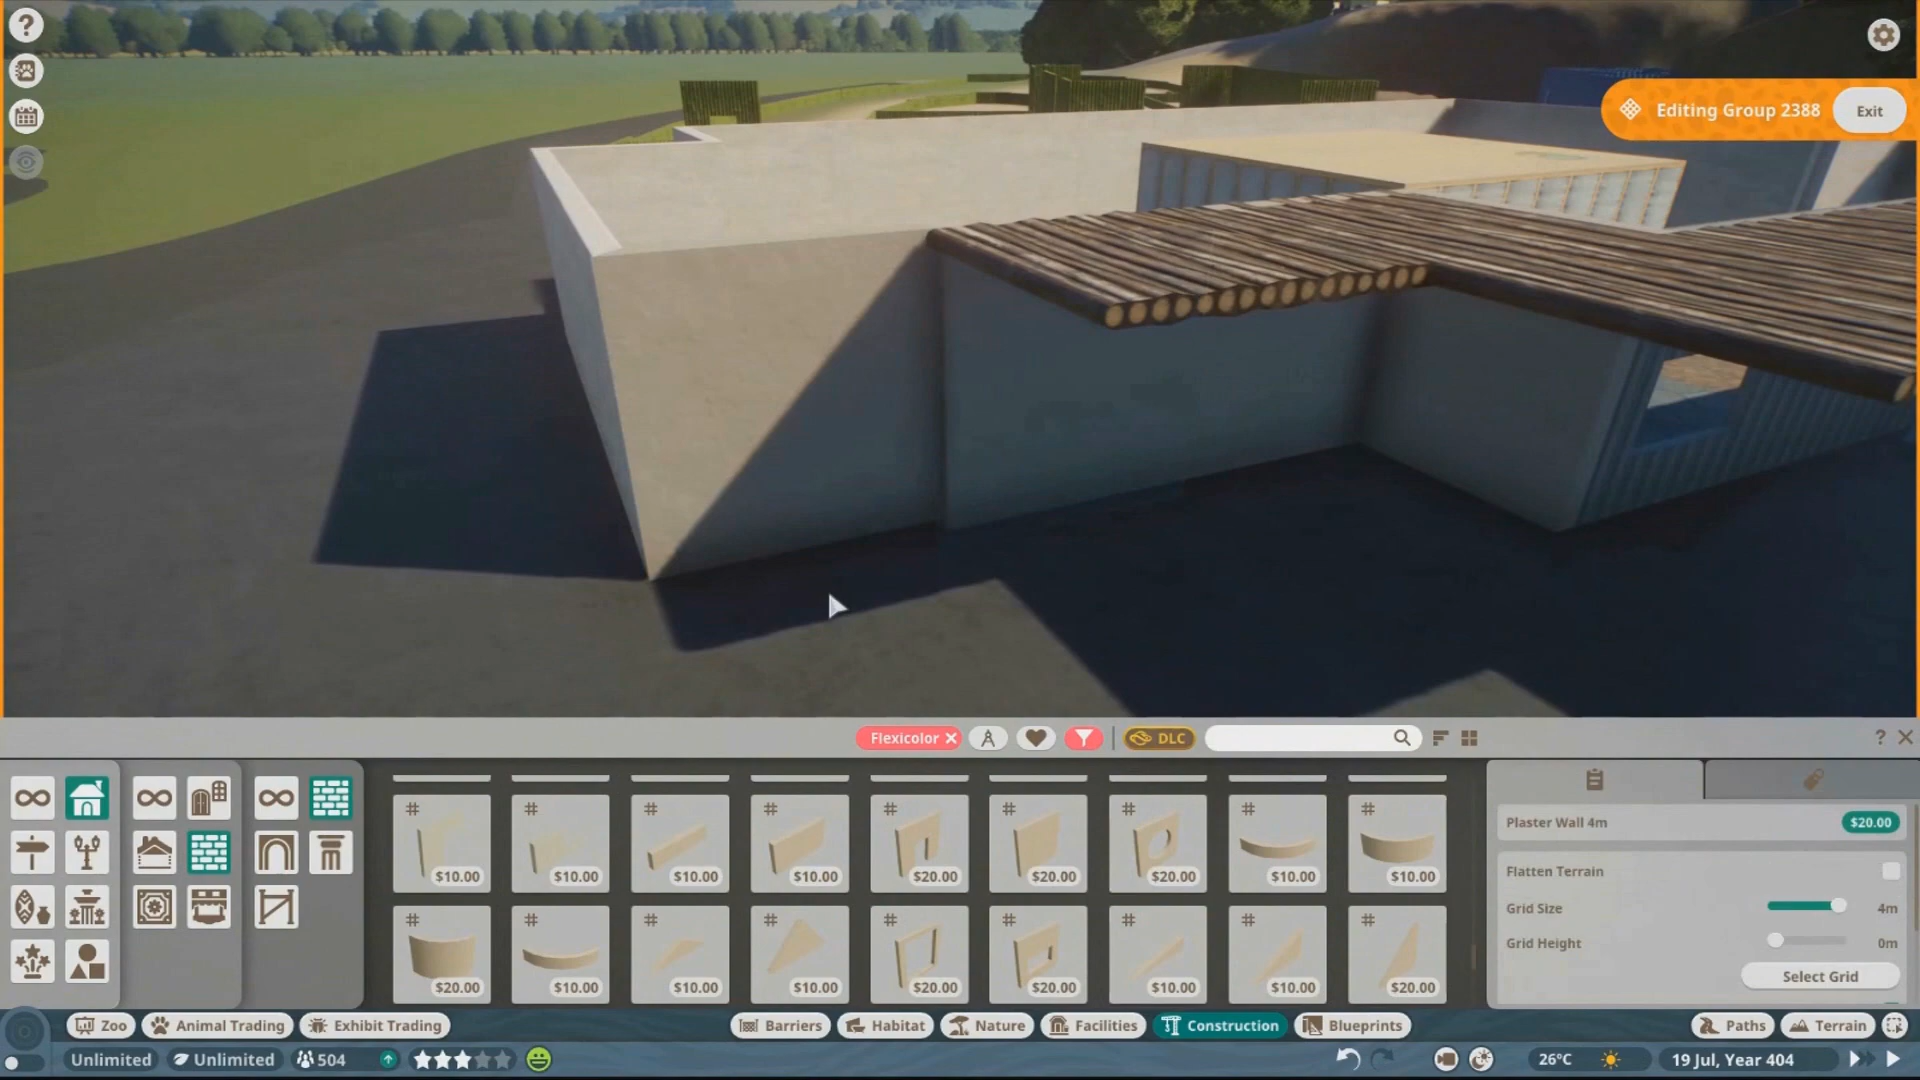 Editing Group 2388 Exit
Flexicolor DLC ?
$10.00 $10.00 $10.00 $10.00 $20.00 $20.00 $20.00 $10.00 $10.00
$20.00 $10.00 $10.00 $10.00 $20.00 $20.00 $10.00 $10.00 $20.00
Plaster Wall 4m $20.00
Flatten Terrain
Grid Size 4m
Grid Height 0m
Select Grid
Zoo Animal Trading Exhibit Trading Barriers Habitat Nature Facilities Construction Blueprints Paths Terrain
Unlimited Unlimited 504 26°C 19 Jul, Year 404